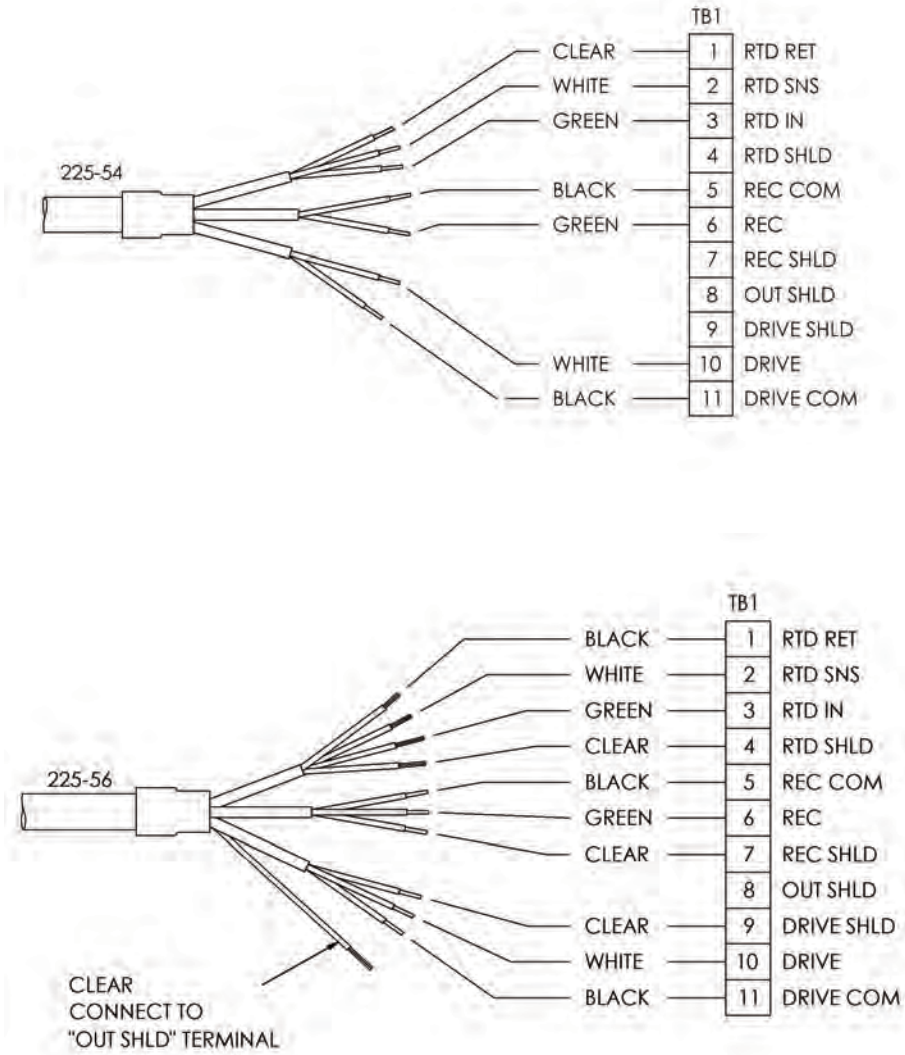 TB1
CLEAR 1 RTD RET
WHITE 2 RTD SNS
GREEN 3 RTD IN
4 RTD SHLD
225-54
BLACK 5 REC COM
GREEN 6 REC
7 REC SHLD
8 OUT SHLD
9 DRIVE SHLD
WHITE 10 DRIVE
BLACK 11 DRIVE COM
TB1
BLACK 1 RTD RET
WHITE 2 RTD SNS
GREEN 3 RTD IN
CLEAR 4 RTD SHLD
225-56
BLACK 5 REC COM
GREEN 6 REC
CLEAR 7 REC SHLD
8 OUT SHLD
CLEAR 9 DRIVE SHLD
WHITE 10 DRIVE
BLACK 11 DRIVE COM
CLEAR
CONNECT TO
"OUT SHLD" TERMINAL